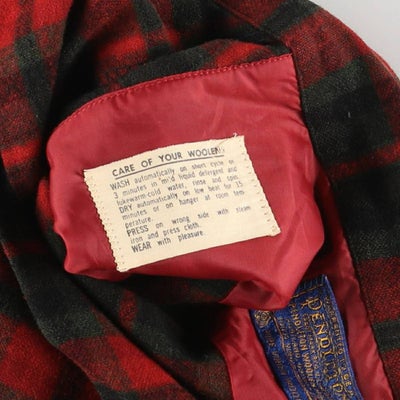 CARE OF YOUR WOOLENS
WASH automatically on short cycle or
3 minutes in mild liquid detergent and
lukewarm-cold water, rinse and spin.
DRY automatically on low heat for 15
minutes or on hanger at room tem
perature.
PRESS on wrong side with steam
iron and press cloth.
WEAR with pleasure.
PENDLETON